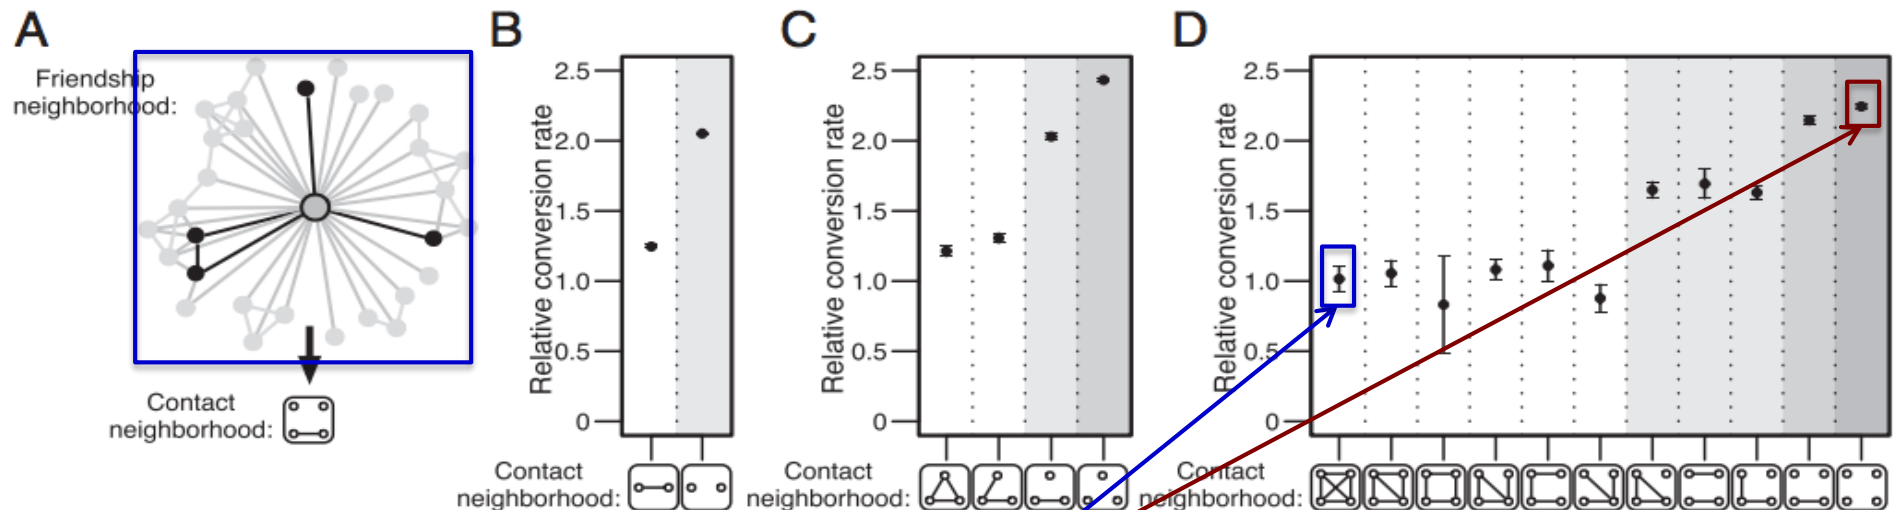 A
B
C
D
Friendship
neighborhood:
Contact
neighborhood:
Relative conversion rate
2.5
2.0
1.5
1.0
0.5
0
Contact
neighborhood:
Relative conversion rate
2.5
2.0
1.5
1.0
0.5
0
Contact
neighborhood:
Relative conversion rate
2.5
2.0
1.5
1.0
0.5
0
Contact
neighborhood: